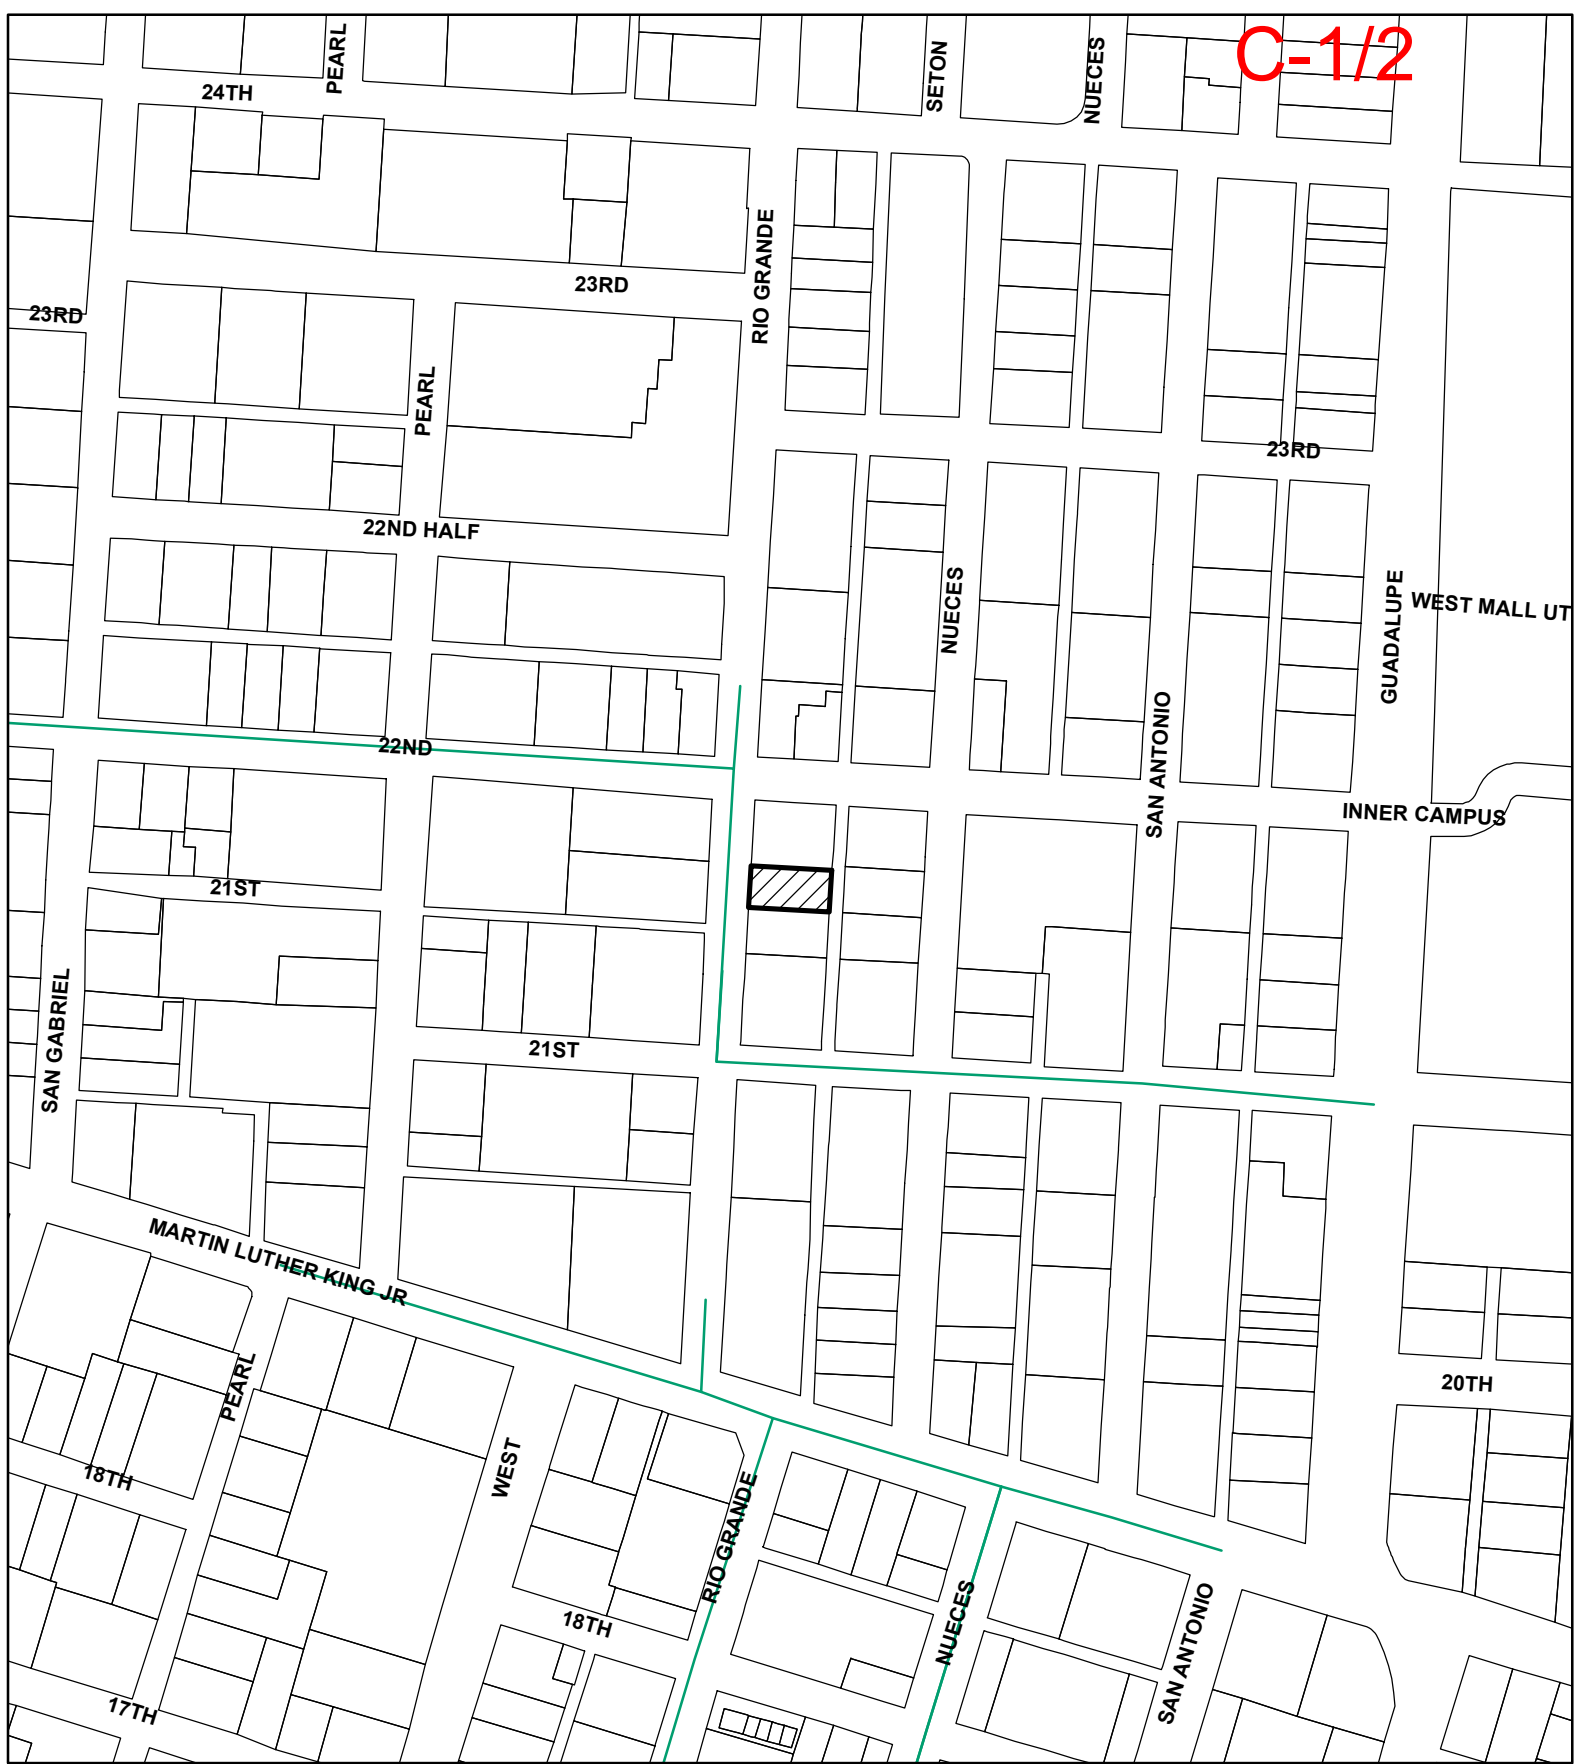 C-1/2
PEARL
SETON
NUECES
24TH
RIO GRANDE
23RD
23RD
PEARL
23RD
22ND HALF
NUECES
GUADALUPE
WEST MALL UT
SAN ANTONIO
22ND
INNER CAMPUS
21ST
SAN GABRIEL
21ST
MARTIN LUTHER KING JR
PEARL
20TH
18TH
WEST
RIO GRANDE
NUECES
SAN ANTONIO
18TH
17TH